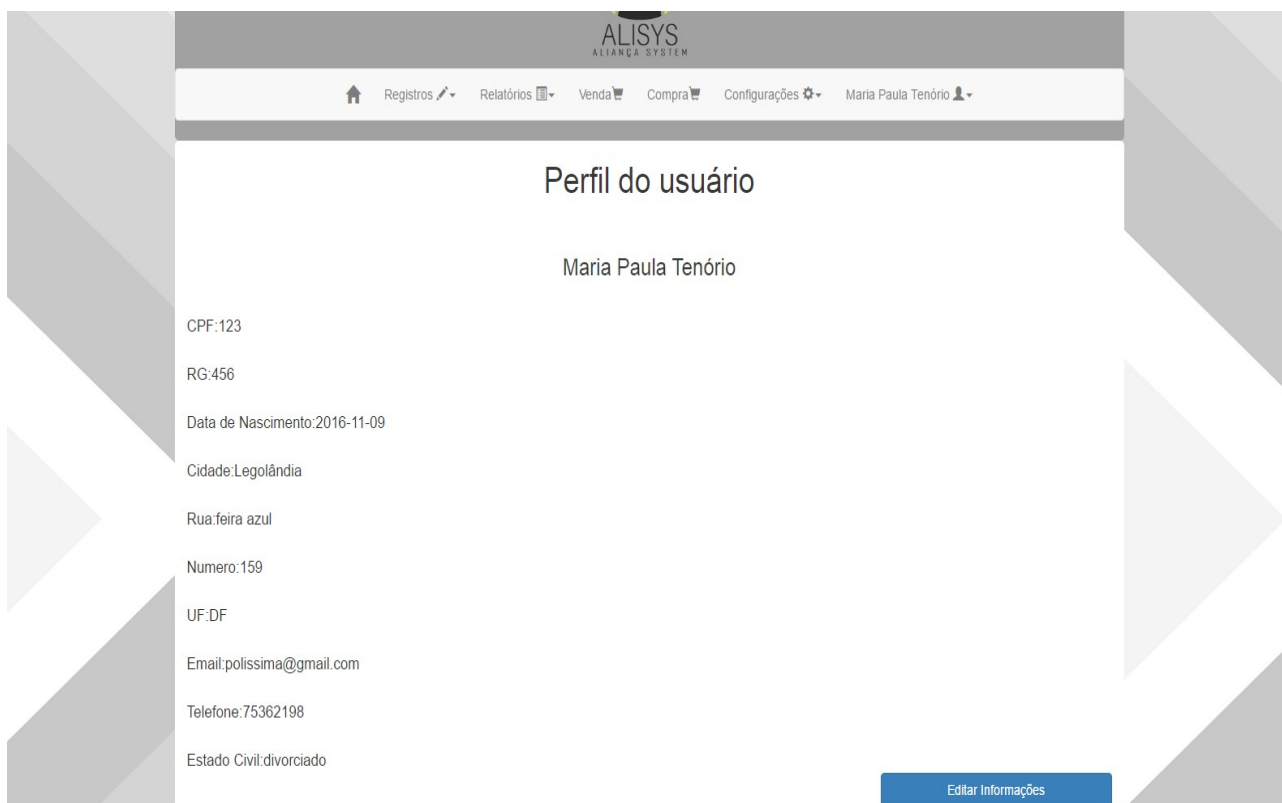 ALISYS
ALIANÇA SYSTEM
Registros Relatórios Venda Compra Configurações Maria Paula Tenório
Perfil do usuário
Maria Paula Tenório
CPF:123
RG:456
Data de Nascimento:2016-11-09
Cidade:Legolândia
Rua:feira azul
Numero:159
UF:DF
Email:polissima@gmail.com
Telefone:75362198
Estado Civil:divorciado
Editar Informações